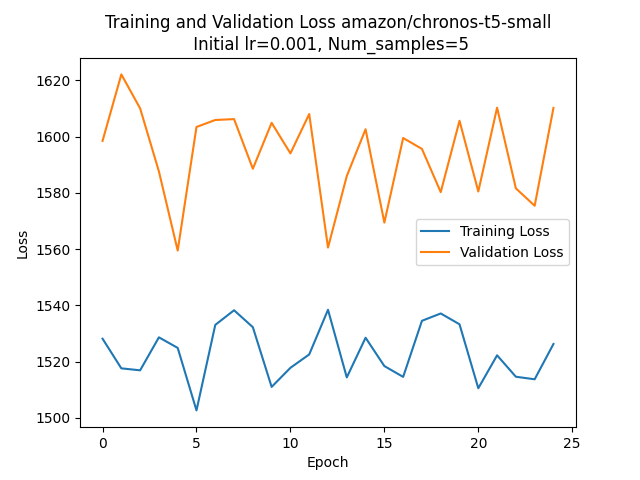 Training and Validation Loss amazon/chronos-t5-small
Initial lr=0.001, Num_samples=5
1620
1600
1580
1560
1540
1520
1500
Loss
Training Loss
Validation Loss
0
5
10
15
20
25
Epoch